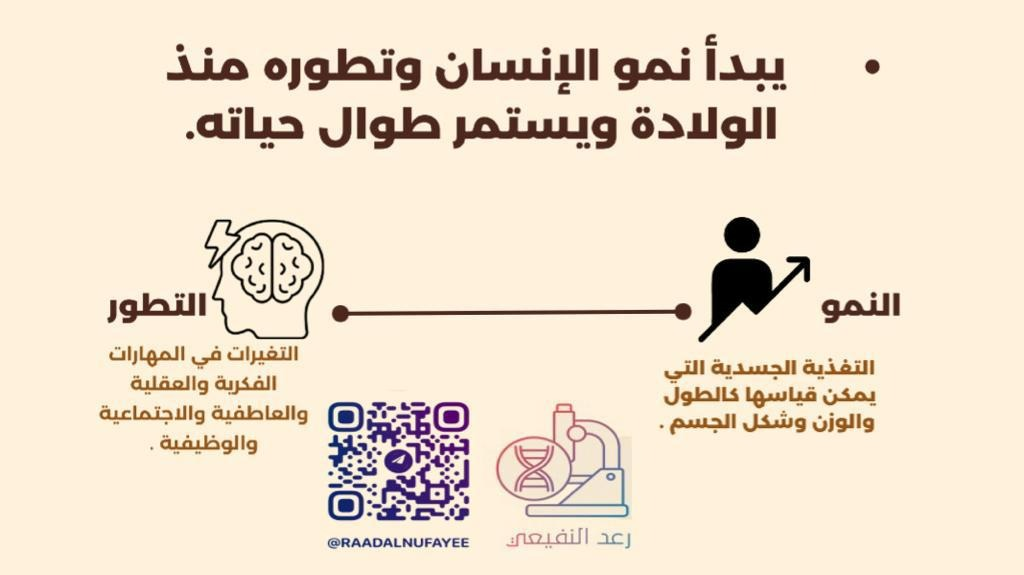 • يبدأ نمو الإنسان وتطوره منذ
الولادة ويستمر طوال حياته.
النمو
التغذية الجسدية التي
يمكن قياسها كالطول
والوزن وشكل الجسم .
التطور
التغيرات في المهارات
الفكرية والعقلية
والعاطفية والاجتماعية
والوظيفية .
رعد النفيعي
@RAADALNUFAYEE